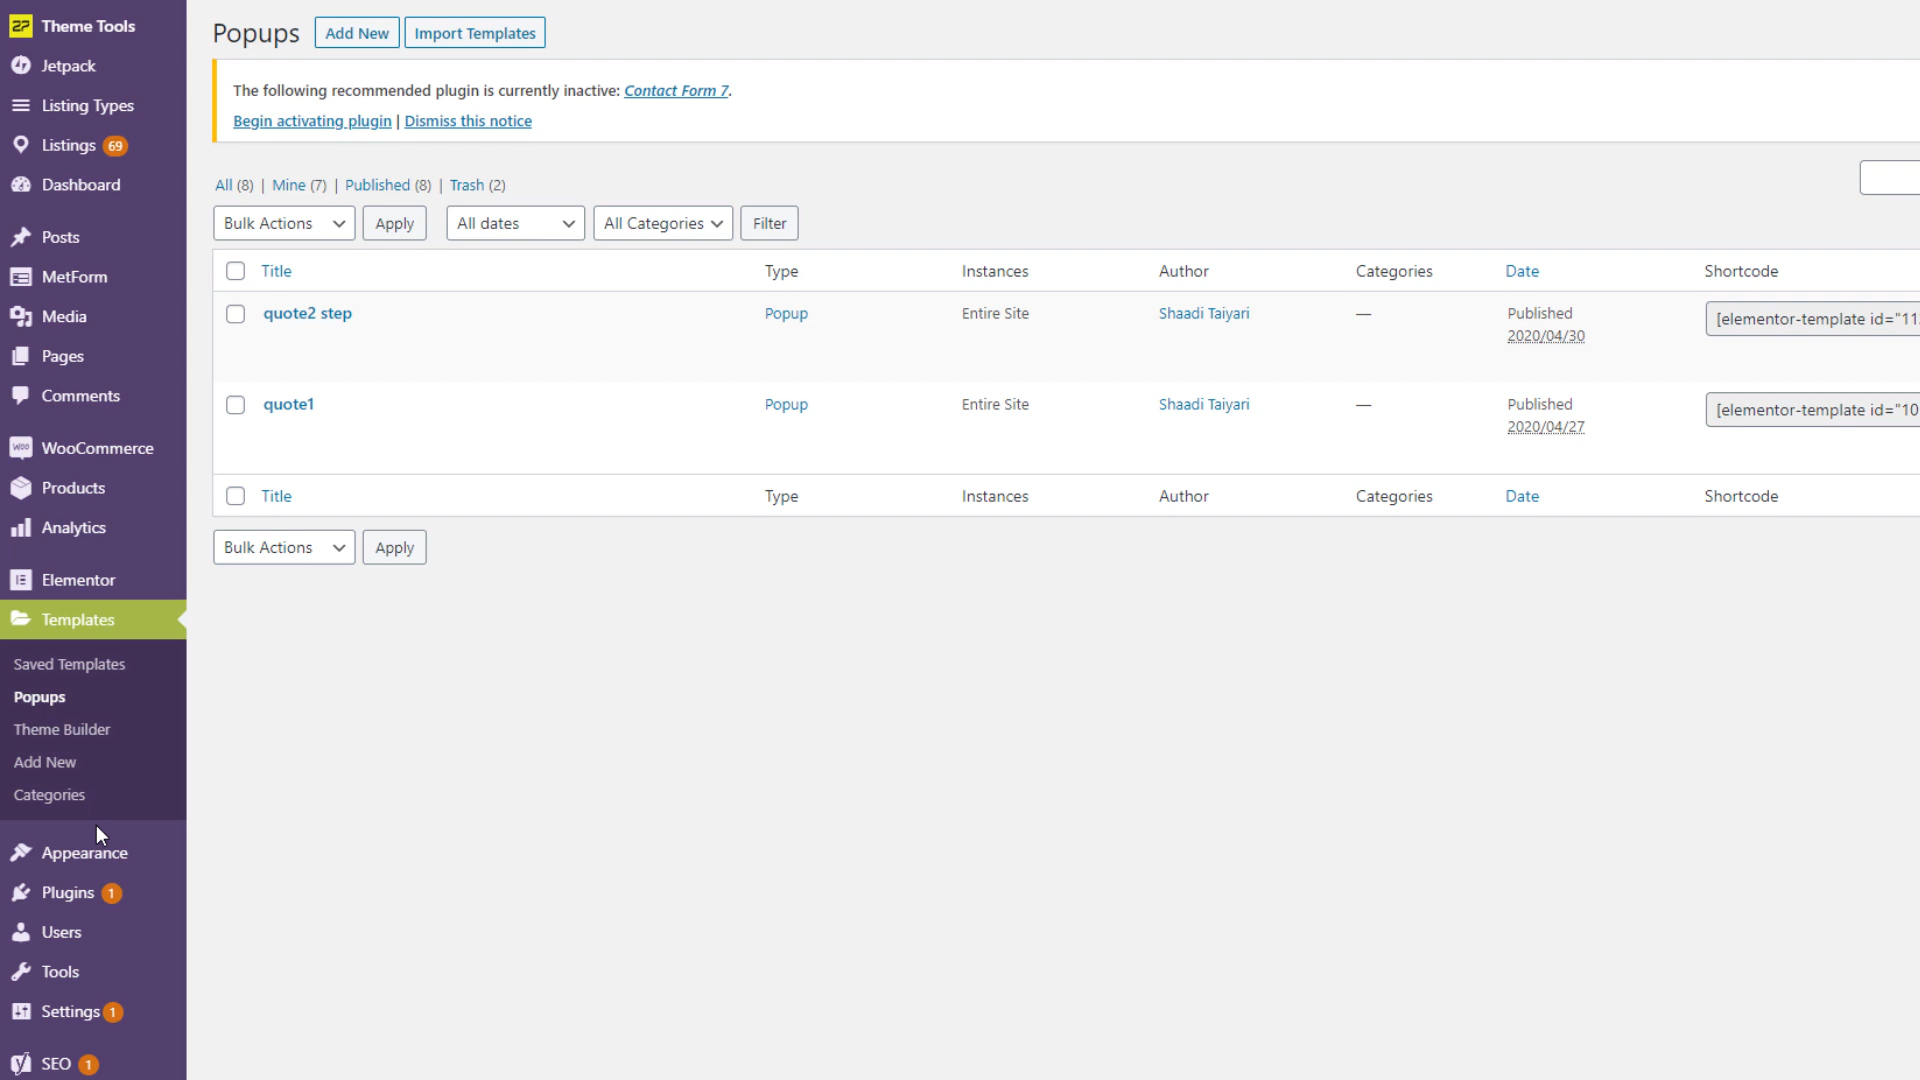 Theme Tools
Jetpack
Listing Types
Listings 69
Dashboard
Posts
MetForm
Media
Pages
Comments
WooCommerce
Products
Analytics
Elementor
Templates
Saved Templates
Popups
Theme Builder
Add New
Categories
Appearance
Plugins 1
Users
Tools
Settings 1
SEO 1
Popups Add New Import Templates
The following recommended plugin is currently inactive: Contact Form 7.
Begin activating plugin | Dismiss this notice
All (8) | Mine (7) | Published (8) | Trash (2)
Bulk Actions Apply All dates All Categories Filter
Title Type Instances Author Categories Date Shortcode
quote2 step Popup Entire Site Shaadi Taiyari — Published [elementor-template id="11
2020/04/30
quote1 Popup Entire Site Shaadi Taiyari — Published [elementor-template id="10
2020/04/27
Title Type Instances Author Categories Date Shortcode
Bulk Actions Apply